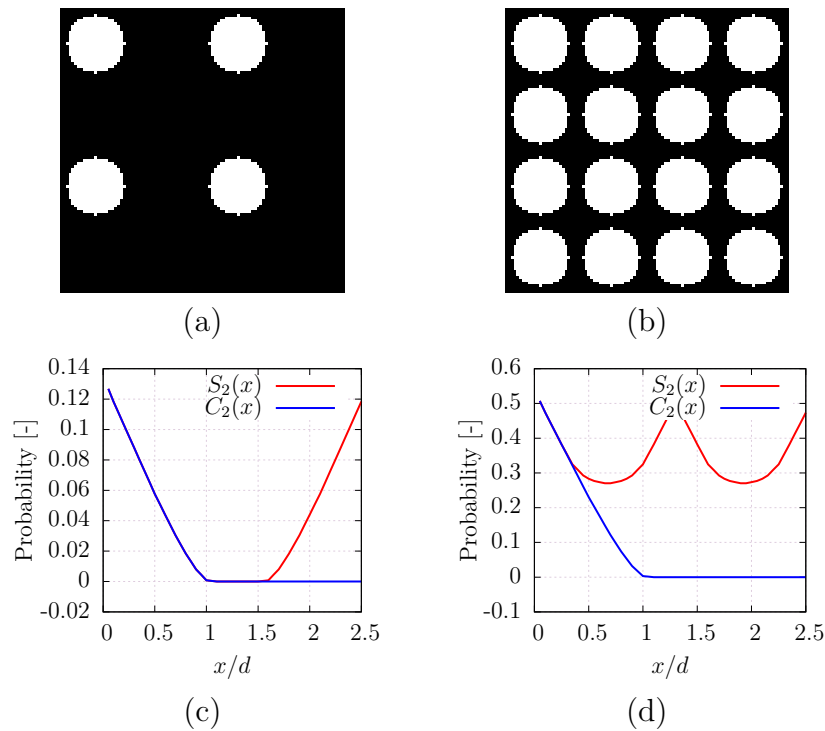 (a)
(b)
0.14
0.12
0.1
0.08
0.06
0.04
0.02
0
-0.02
Probability [-]
S₂(x)
C₂(x)
0 0.5 1 1.5 2 2.5
x/d
(c)
0.6
0.5
0.4
0.3
0.2
0.1
0
-0.1
Probability [-]
S₂(x)
C₂(x)
0 0.5 1 1.5 2 2.5
x/d
(d)